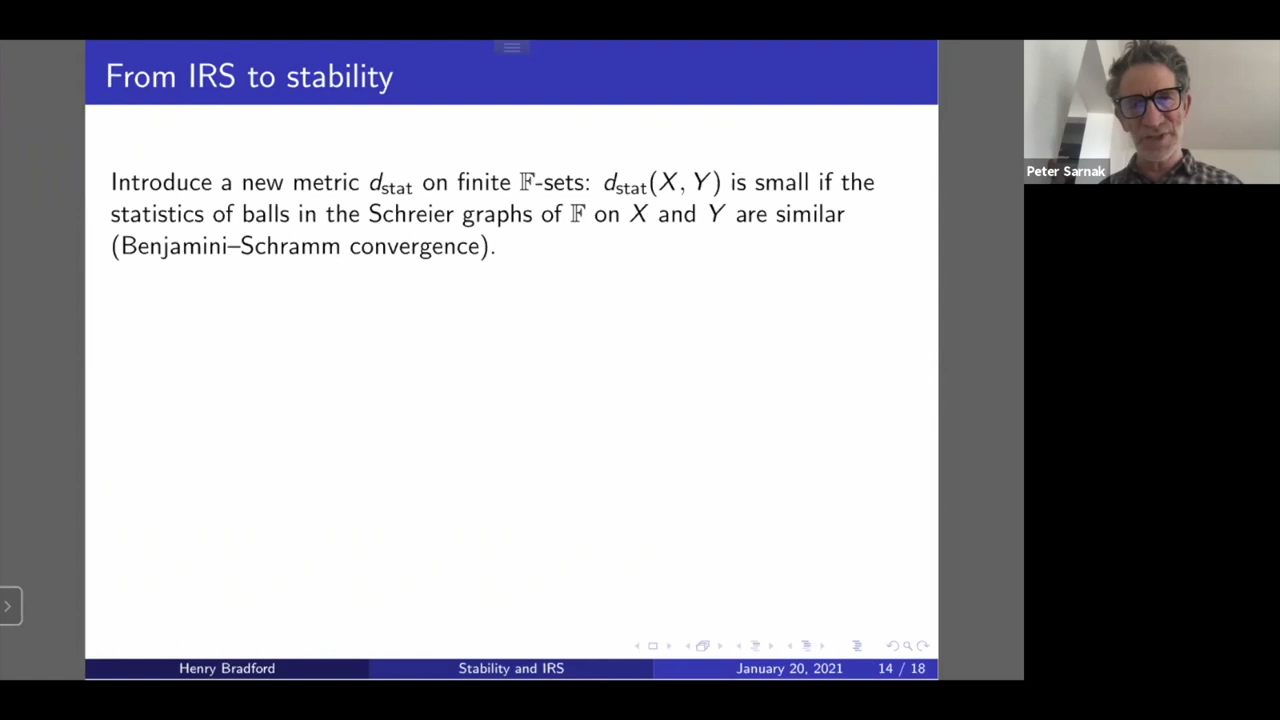 From IRS to stability
Peter Sarnak
Introduce a new metric d_stat on finite 𝔽-sets: d_stat(X, Y) is small if the
statistics of balls in the Schreier graphs of 𝔽 on X and Y are similar
(Benjamini–Schramm convergence).
Henry Bradford Stability and IRS January 20, 2021 14 / 18